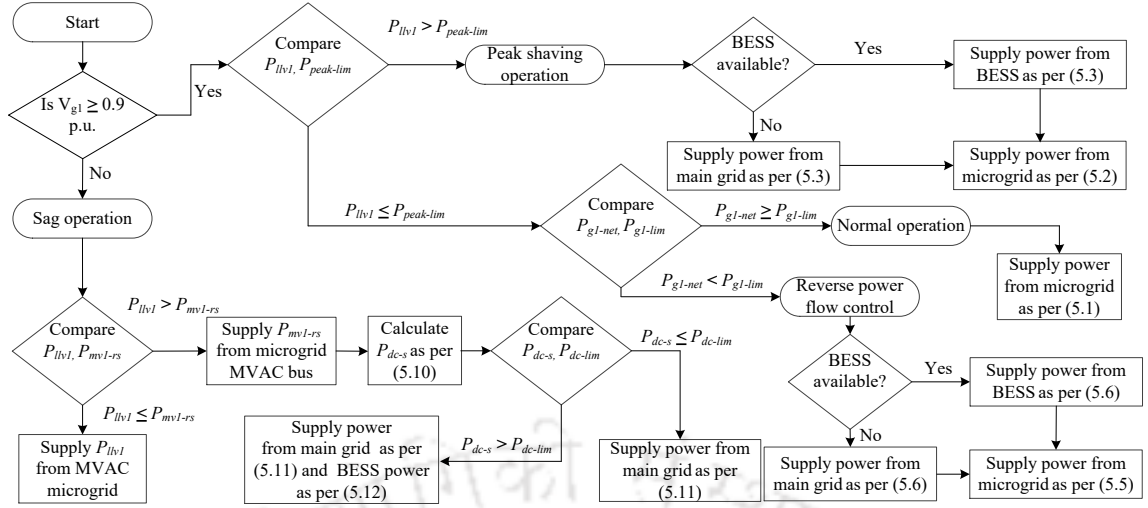 Start
Is V_g1 ≥ 0.9
p.u.
Yes
No
Compare
P_llv1, P_peak-lim
P_llv1 > P_peak-lim
Peak shaving
operation
BESS
available?
Yes
Supply power from
BESS as per (5.3)
No
Supply power from
main grid as per (5.3)
Supply power from
microgrid as per (5.2)
P_llv1 ≤ P_peak-lim
Compare
P_g1-net, P_g1-lim
P_g1-net ≥ P_g1-lim
Normal operation
Supply power
from microgrid
as per (5.1)
P_g1-net < P_g1-lim
Reverse power
flow control
BESS
available?
Yes
Supply power from
BESS as per (5.6)
No
Supply power from
main grid as per (5.6)
Supply power from
microgrid as per (5.5)
Sag operation
Compare
P_llv1, P_mv1-rs
P_llv1 > P_mv1-rs
Supply P_mv1-rs
from microgrid
MVAC bus
Calculate
P_dc-s as per
(5.10)
Compare
P_dc-s, P_dc-lim
P_dc-s ≤ P_dc-lim
Supply power from
main grid as per
(5.11)
P_dc-s > P_dc-lim
Supply power
from main grid as per
(5.11) and BESS power
as per (5.12)
P_llv1 ≤ P_mv1-rs
Supply P_llv1
from MVAC
microgrid